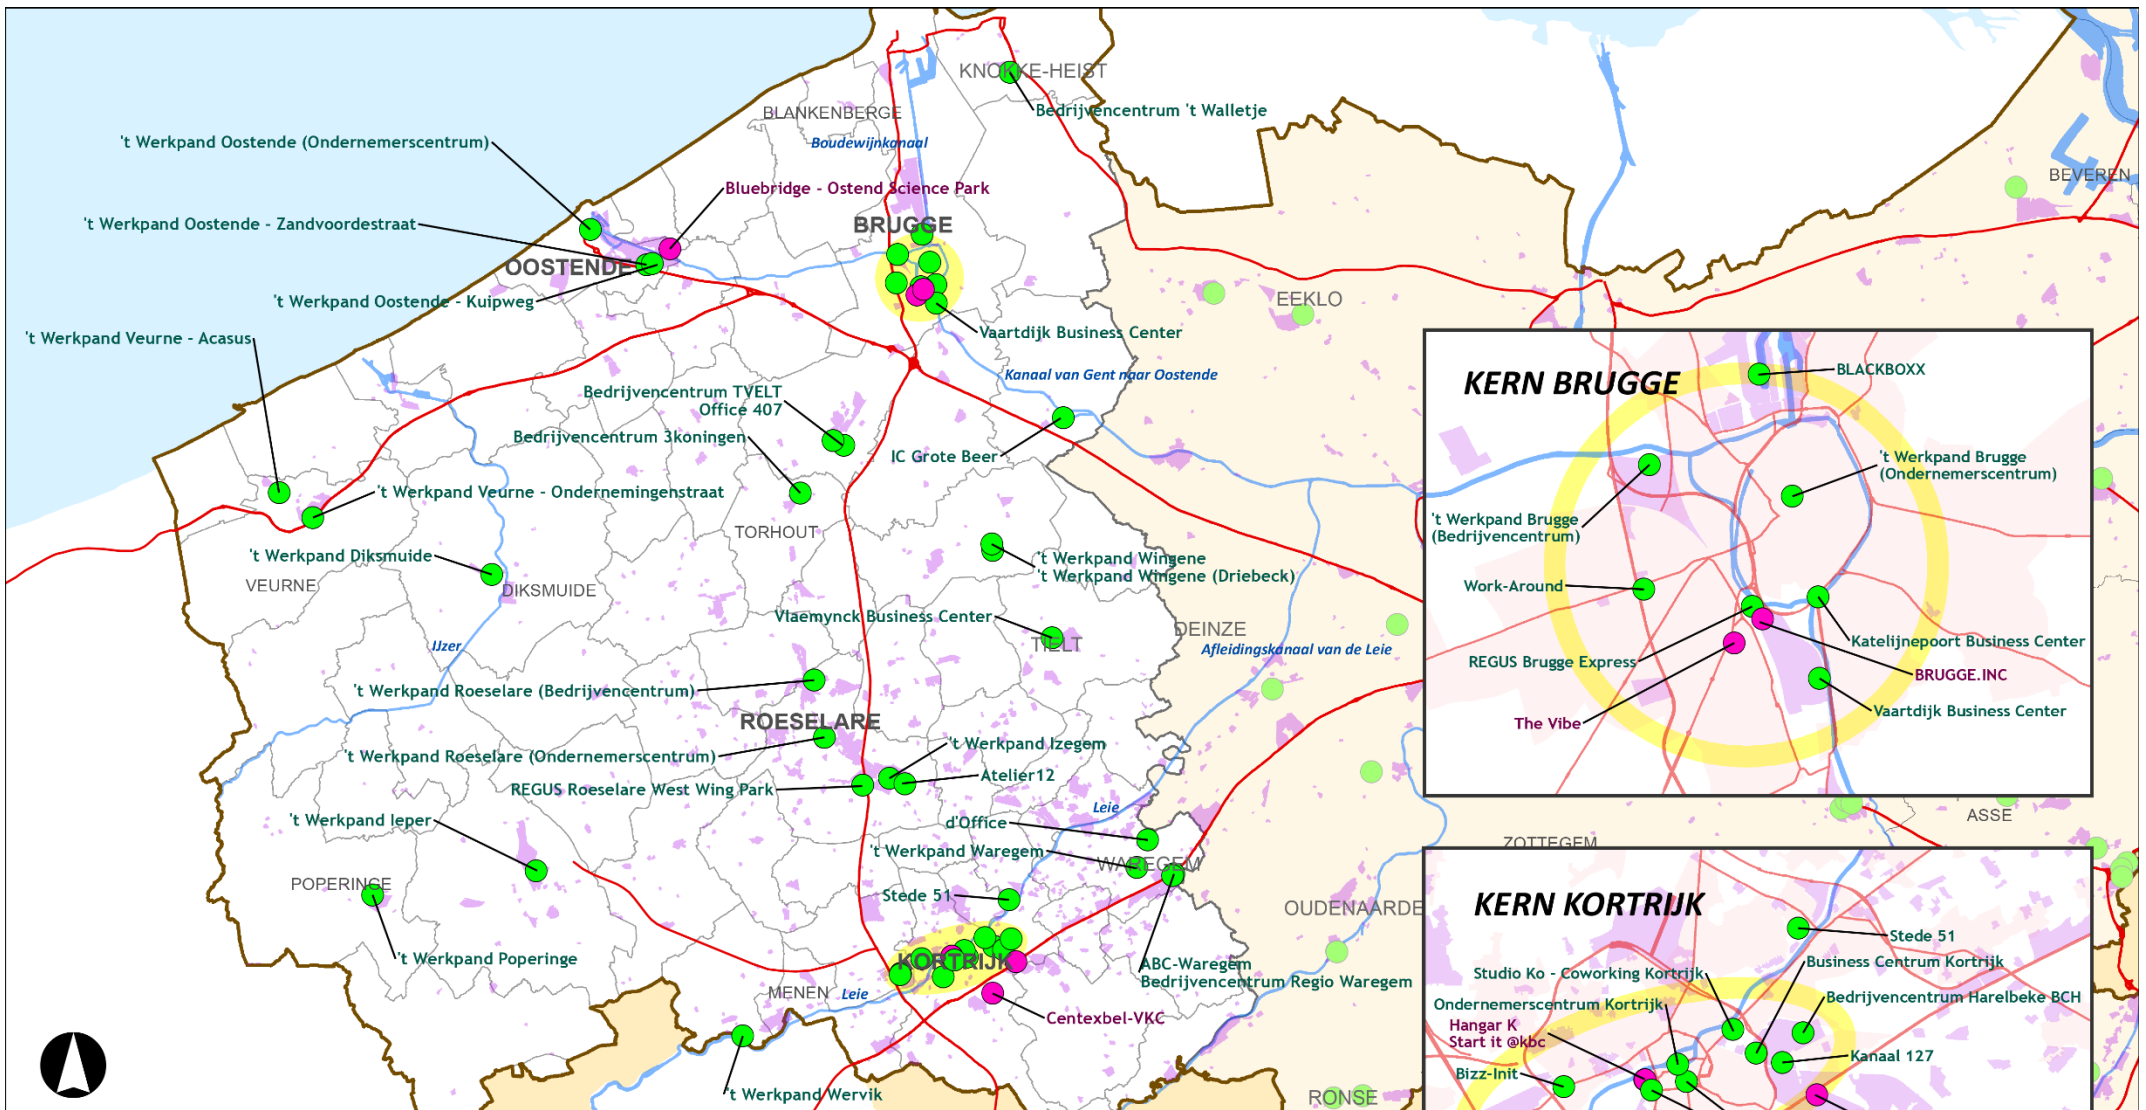 KNOKKE-HEIST
Bedrijvencentrum 't Walletje
BLANKENBERGE
Boudewijnkanaal
't Werkpand Oostende (Ondernemerscentrum)
BEVEREN
Bluebridge - Ostend Science Park
't Werkpand Oostende - Zandvoordestraat
BRUGGE
OOSTENDE
't Werkpand Oostende - Kuipweg
EEKLO
Vaartdijk Business Center
't Werkpand Veurne - Acasus
Kanaal van Gent naar Oostende
Bedrijvencentrum TVELT
Office 407
Bedrijvencentrum 3koningen
IC Grote Beer
't Werkpand Veurne - Ondernemingenstraat
TORHOUT
't Werkpand Diksmuide
't Werkpand Wingene
't Werkpand Wingene (Driebeck)
VEURNE
DIKSMUIDE
Vlaemynck Business Center
TIELT
DEINZE
Afleidingskanaal van de Leie
IJzer
't Werkpand Roeselare (Bedrijvencentrum)
ROESELARE
't Werkpand Roeselare (Ondernemerscentrum)
't Werkpand Izegem
Atelier12
REGUS Roeselare West Wing Park
Leie
't Werkpand Ieper
d'Office
't Werkpand Waregem
WAREGEM
POPERINGE
Stede 51
OUDENAARDE
't Werkpand Poperinge
KORTRIJK
ABC-Waregem
Bedrijvencentrum Regio Waregem
MENEN
Leie
Centexbel-VKC
't Werkpand Wervik
RONSE
ZOTTEGEM
ASSE
KERN BRUGGE
BLACKBOXX
't Werkpand Brugge
(Ondernemerscentrum)
't Werkpand Brugge
(Bedrijvencentrum)
Work-Around
Katelijnepoort Business Center
REGUS Brugge Express
BRUGGE.INC
Vaartdijk Business Center
The Vibe
KERN KORTRIJK
Stede 51
Business Centrum Kortrijk
Studio Ko - Coworking Kortrijk
Bedrijvencentrum Harelbeke BCH
Ondernemerscentrum Kortrijk
Hangar K
Start it @kbc
Kanaal 127
Bizz-Init